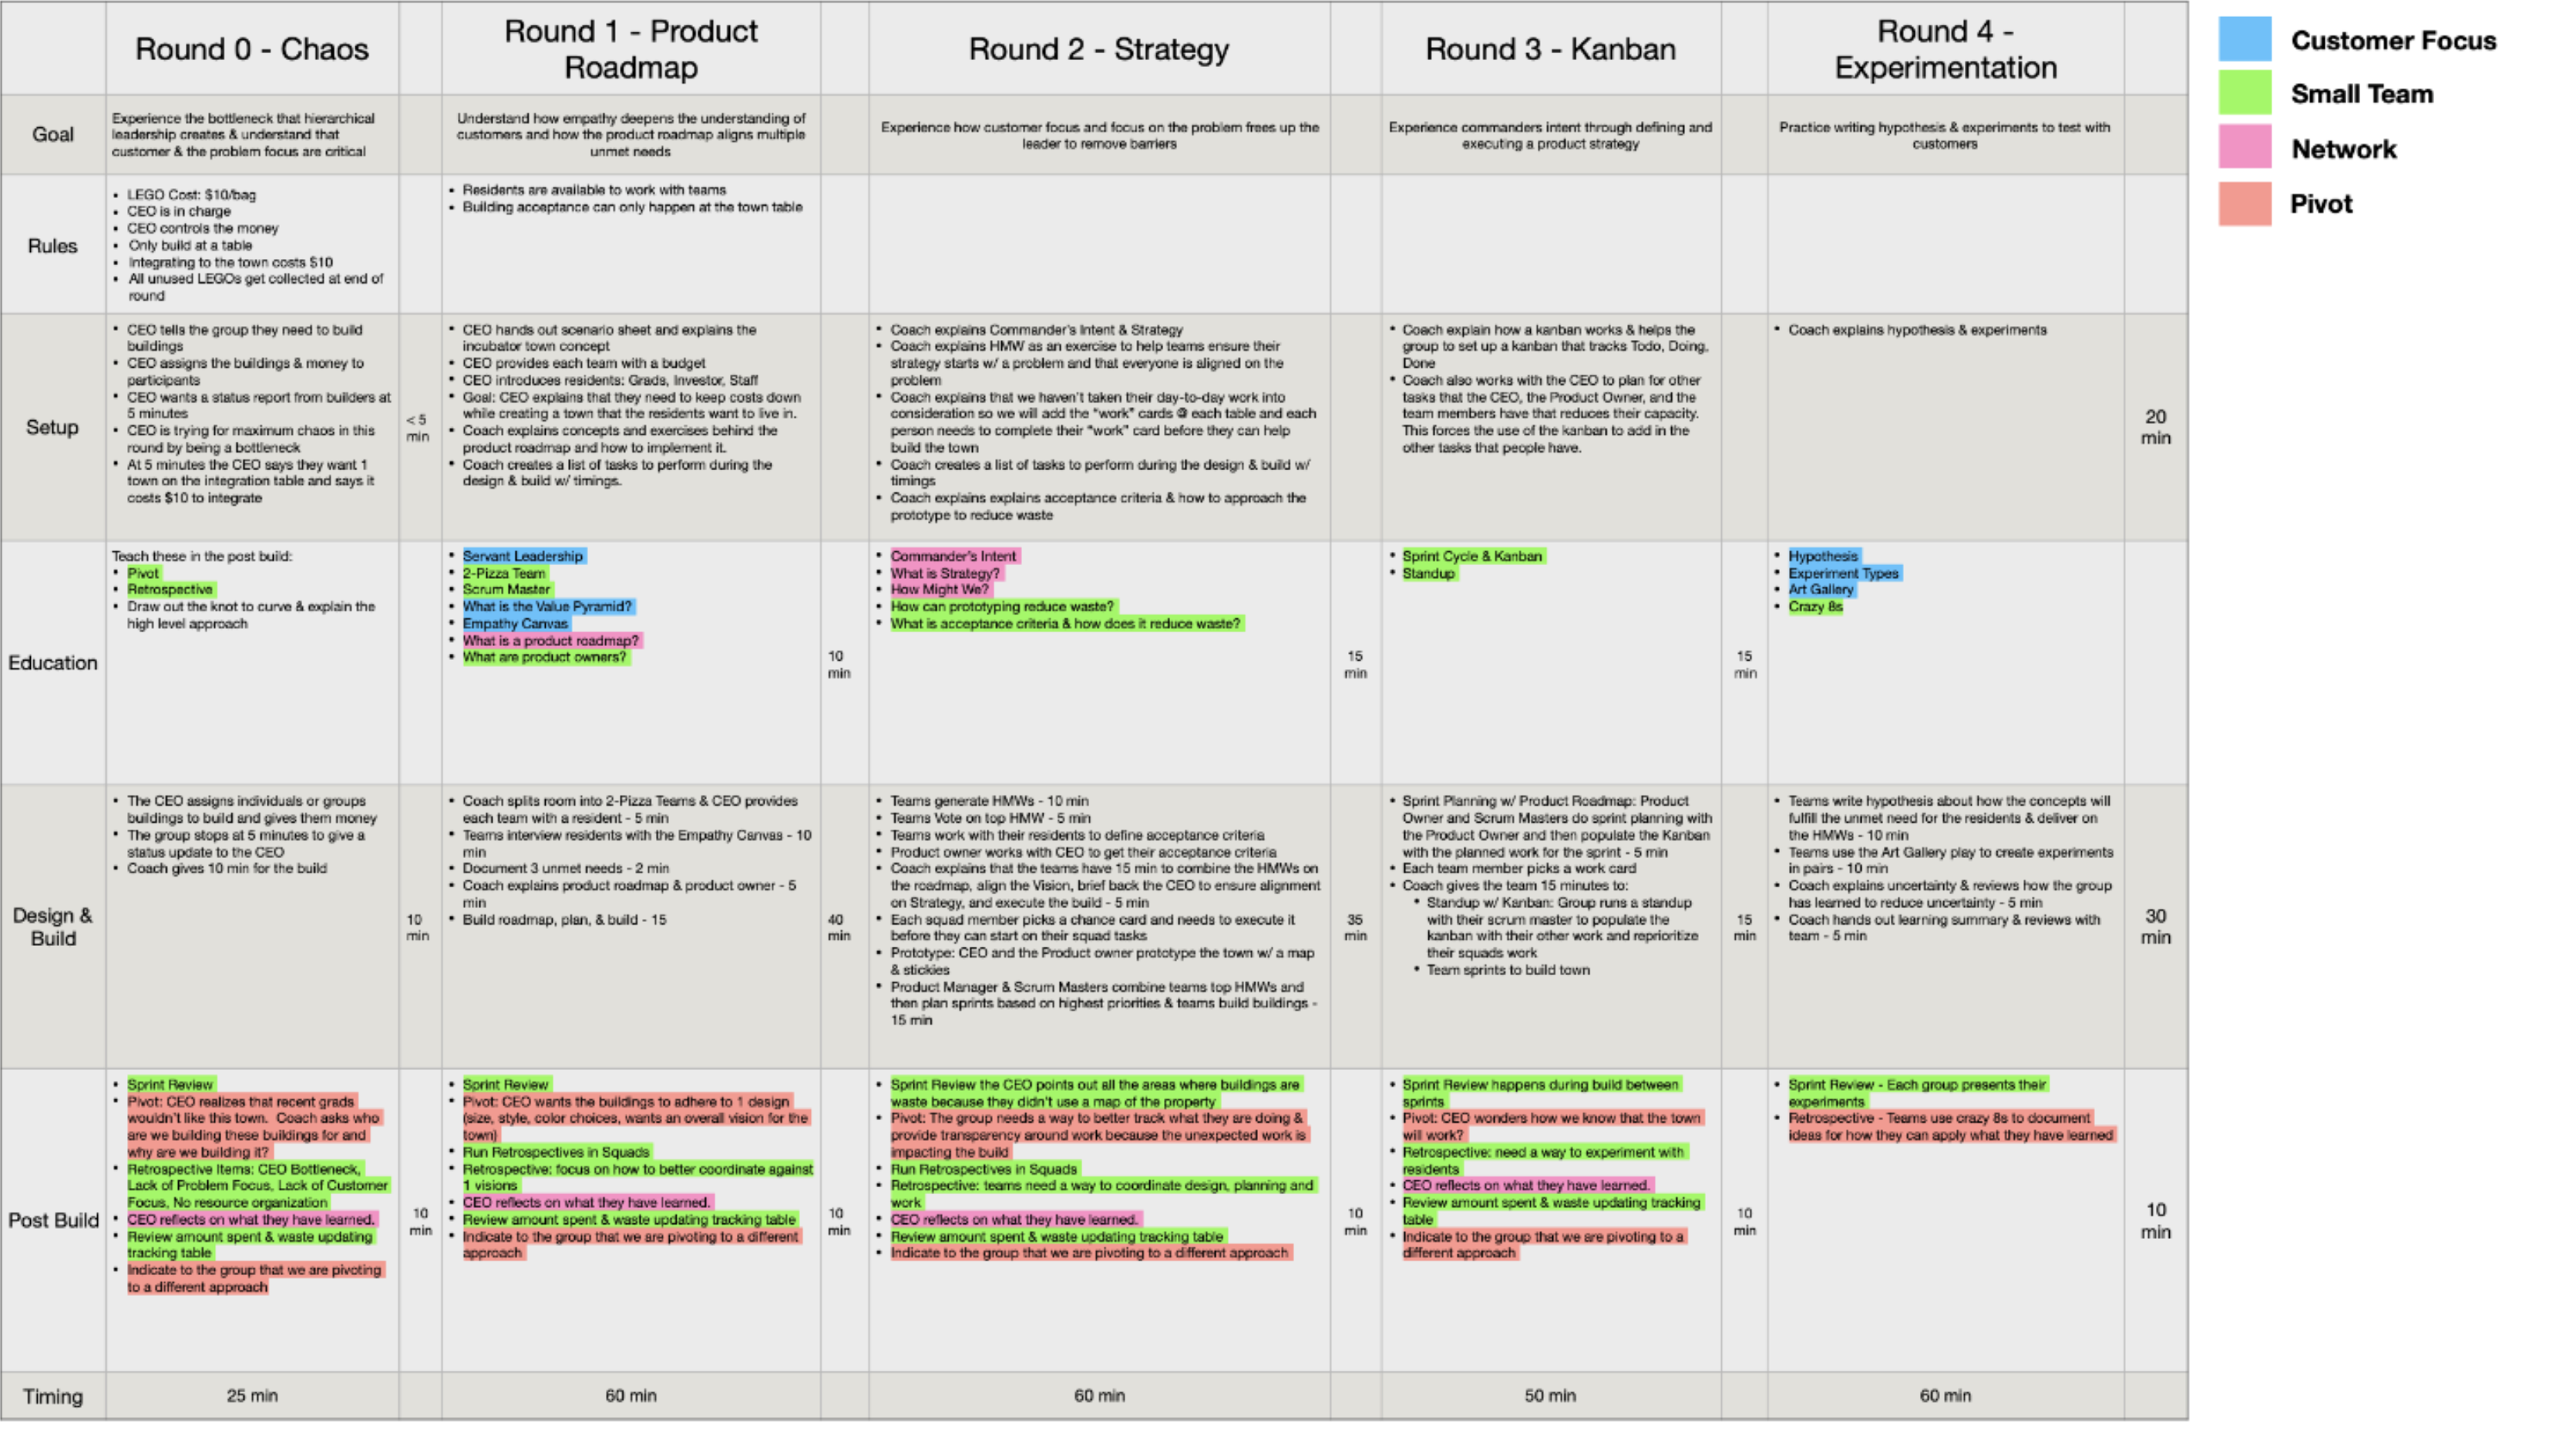 Round 0 - Chaos
Round 1 - Product
Roadmap
Round 2 - Strategy
Round 3 - Kanban
Round 4 -
Experimentation
Goal
Experience the bottleneck that hierarchical
leadership creates & understand that
customer & the problem focus are critical
Understand how empathy deepens the understanding of
customers and how the product roadmap aligns multiple
unmet needs
Experience how customer focus and focus on the problem frees up the
leader to remove barriers
Experience commanders intent through defining and
executing a product strategy
Practice writing hypothesis & experiments to test with
customers
Rules
• LEGO Cost: $10/bag
• CEO is in charge
• CEO controls the money
• Only build at a table
• Integrating to the town costs $10
• All unused LEGOs get collected at end of
round
• Residents are available to work with teams
• Building acceptance can only happen at the town table
Setup
• CEO tells the group they need to build
buildings
• CEO assigns the buildings & money to
participants
• CEO wants a status report from builders at
5 minutes
• CEO is trying for maximum chaos in this
round by being a bottleneck
• At 5 minutes the CEO says they want 1
town on the integration table and says it
costs $10 to integrate
< 5
min
• CEO hands out scenario sheet and explains the
incubator town concept
• CEO provides each team with a budget
• CEO introduces residents: Grads, Investor, Staff
• Goal: CEO explains that they need to keep costs down
while creating a town that the residents want to live in.
• Coach explains concepts and exercises behind the
product roadmap and how to implement it.
• Coach creates a list of tasks to perform during the
design & build w/ timings.
• Coach explains Commander's Intent & Strategy
• Coach explains HMW as an exercise to help teams ensure their
strategy starts w/ a problem and that everyone is aligned on the
problem
• Coach explains that we haven't taken their day-to-day work into
consideration so we will add the "work" cards @ each table and each
person needs to complete their "work" card before they can help
build the town
• Coach creates a list of tasks to perform during the design & build w/
timings
• Coach explains explains acceptance criteria & how to approach the
prototype to reduce waste
• Coach explain how a kanban works & helps the
group to set up a kanban that tracks Todo, Doing,
Done
• Coach also works with the CEO to plan for other
tasks that the CEO, the Product Owner, and the
team members have that reduces their capacity.
This forces the use of the kanban to add in the
other tasks that people have.
• Coach explains hypothesis & experiments
20
min
Education
Teach these in the post build:
• Pivot
• Retrospective
• Draw out the knot to curve & explain the
high level approach
• Servant Leadership
• 2-Pizza Team
• Scrum Master
• What is the Value Pyramid?
• Empathy Canvas
• What is a product roadmap?
• What are product owners?
10
min
• Commander's Intent
• What is Strategy?
• How Might We?
• How can prototyping reduce waste?
• What is acceptance criteria & how does it reduce waste?
15
min
• Sprint Cycle & Kanban
• Standup
15
min
• Hypothesis
• Experiment Types
• Art Gallery
• Crazy 8s
Design &
Build
• The CEO assigns individuals or groups
buildings to build and gives them money
• The group stops at 5 minutes to give a
status update to the CEO
• Coach gives 10 min for the build
10
min
• Coach splits room into 2-Pizza Teams & CEO provides
each team with a resident - 5 min
• Teams interview residents with the Empathy Canvas - 10
min
• Document 3 unmet needs - 2 min
• Coach explains product roadmap & product owner - 5
min
• Build roadmap, plan, & build - 15
40
min
• Teams generate HMWs - 10 min
• Teams Vote on top HMW - 5 min
• Teams work with their residents to define acceptance criteria
• Product owner works with CEO to get their acceptance criteria
• Coach explains that the teams have 15 min to combine the HMWs on
the roadmap, align the Vision, brief back the CEO to ensure alignment
on Strategy, and execute the build - 5 min
• Each squad member picks a chance card and needs to execute it
before they can start on their squad tasks
• Prototype: CEO and the Product owner prototype the town w/ a map
& stickies
• Product Manager & Scrum Masters combine teams top HMWs and
then plan sprints based on highest priorities & teams build buildings -
15 min
35
min
• Sprint Planning w/ Product Roadmap: Product
Owner and Scrum Masters do sprint planning with
the Product Owner and then populate the Kanban
with the planned work for the sprint - 5 min
• Each team member picks a work card
• Coach gives the team 15 minutes to:
• Standup w/ Kanban: Group runs a standup
with their scrum master to populate the
kanban with their other work and reprioritize
their squads work
• Team sprints to build town
15
min
• Teams write hypothesis about how the concepts will
fulfill the unmet need for the residents & deliver on
the HMWs - 10 min
• Teams use the Art Gallery play to create experiments
in pairs - 10 min
• Coach explains uncertainty & reviews how the group
has learned to reduce uncertainty - 5 min
• Coach hands out learning summary & reviews with
team - 5 min
30
min
Post Build
• Sprint Review
• Pivot: CEO realizes that recent grads
wouldn't like this town. Coach asks who
are we building these buildings for and
why are we building it?
• Retrospective Items: CEO Bottleneck,
Lack of Problem Focus, Lack of Customer
Focus, No resource organization
• CEO reflects on what they have learned.
• Review amount spent & waste updating
tracking table
• Indicate to the group that we are pivoting
to a different approach
10
min
• Sprint Review
• Pivot: CEO wants the buildings to adhere to 1 design
(size, style, color choices, wants an overall vision for the
town)
• Run Retrospectives in Squads
• Retrospective: focus on how to better coordinate against
1 visions
• CEO reflects on what they have learned.
• Review amount spent & waste updating tracking table
• Indicate to the group that we are pivoting to a different
approach
10
min
• Sprint Review the CEO points out all the areas where buildings are
waste because they didn't use a map of the property
• Pivot: The group needs a way to better track what they are doing &
provide transparency around work because the unexpected work is
impacting the build
• Run Retrospectives in Squads
• Retrospective: teams need a way to coordinate design, planning and
work
• CEO reflects on what they have learned.
• Review amount spent & waste updating tracking table
• Indicate to the group that we are pivoting to a different approach
10
min
• Sprint Review happens during build between
sprints
• Pivot: CEO wonders how we know that the town
will work?
• Retrospective: need a way to experiment with
residents
• CEO reflects on what they have learned.
• Review amount spent & waste updating tracking
table
• Indicate to the group that we are pivoting to a
different approach
10
min
• Sprint Review - Each group presents their
experiments
• Retrospective - Teams use crazy 8s to document
ideas for how they can apply what they have learned
10
min
Timing
25 min
60 min
60 min
50 min
60 min
Customer Focus
Small Team
Network
Pivot